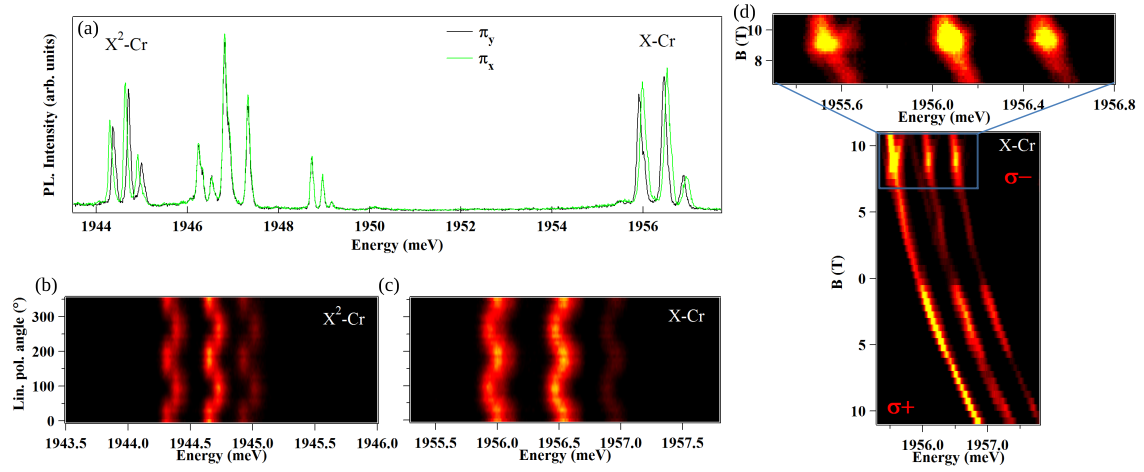 (a)
X²-Cr
π_y
π_x
X-Cr
PL. Intensity (arb. units)
1944 1946 1948 1950 1952 1954 1956
Energy (meV)
(b)
X²-Cr
Lin. pol. angle (°)
300
200
100
0
1943.5 1944.0 1944.5 1945.0 1945.5 1946.0
Energy (meV)
(c)
X-Cr
1955.5 1956.0 1956.5 1957.0 1957.5
Energy (meV)
(d)
B (T)
10
8
1955.6 1956.0 1956.4 1956.8
Energy (meV)
X-Cr
σ−
B (T)
10
5
0
5
10
σ+
1956.0 1957.0
Energy (meV)